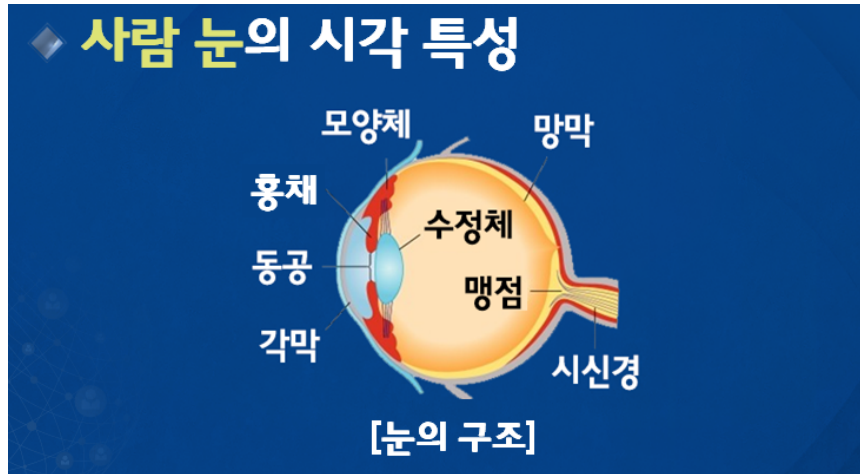 사람 눈의 시각 특성
모양체
망막
홍채
수정체
동공
맹점
각막
시신경
[눈의 구조]